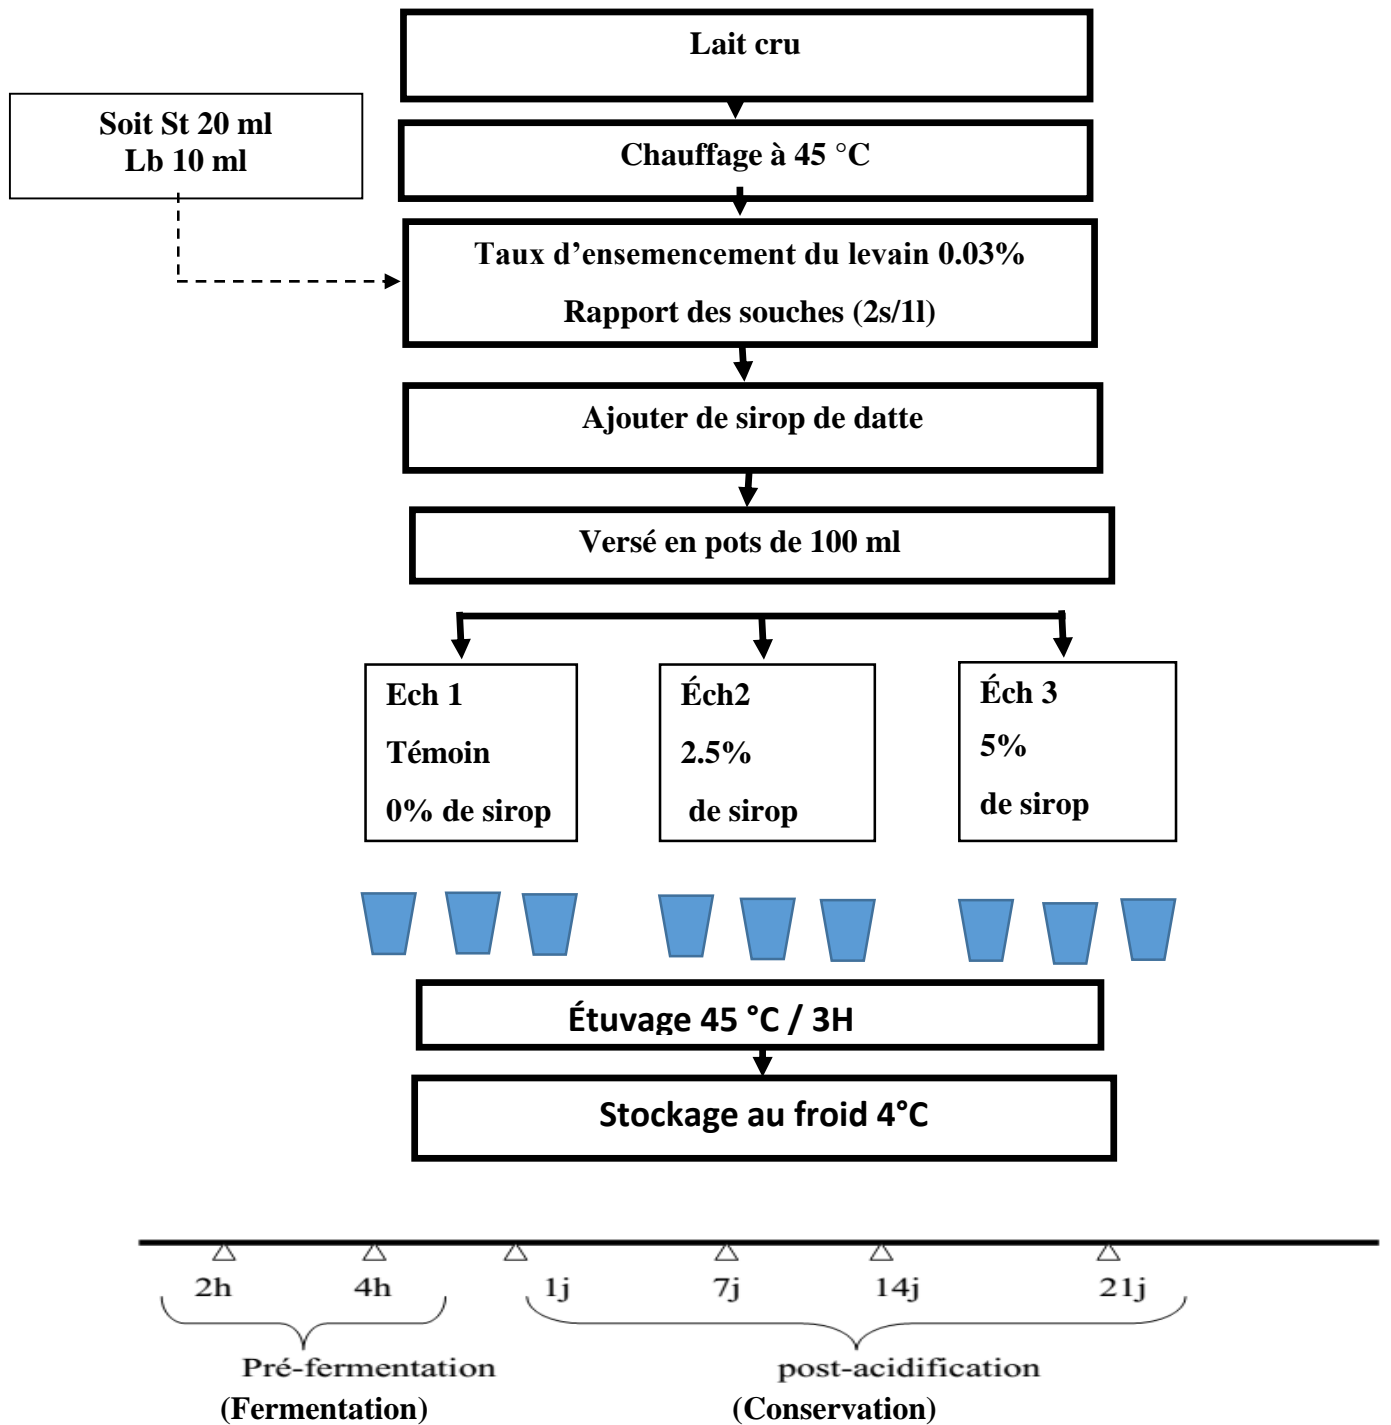 Lait cru
Soit St 20 ml
Lb 10 ml
Chauffage à 45 °C
Taux d’ensemencement du levain 0.03%
Rapport des souches (2s/1l)
Ajouter de sirop de datte
Versé en pots de 100 ml
Ech 1
Témoin
0% de sirop
Éch2
2.5%
de sirop
Éch 3
5%
de sirop
Étuvage 45 °C / 3H
Stockage au froid 4°C
2h 4h 1j 7j 14j 21j
Pré-fermentation post-acidification
(Fermentation) (Conservation)